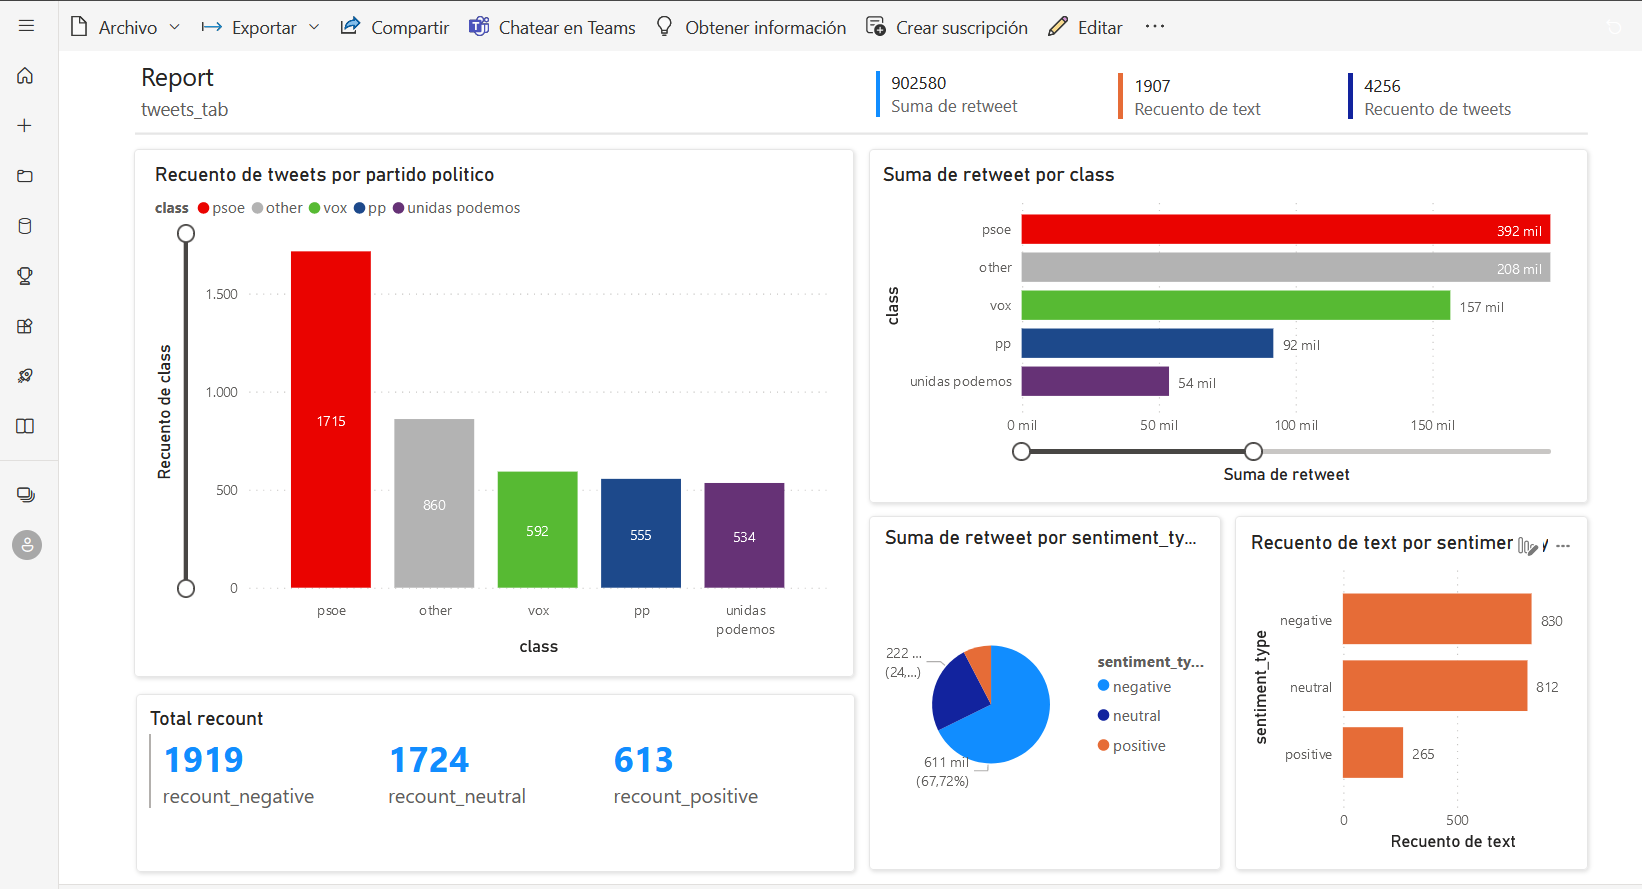 Archivo Exportar Compartir Chatear en Teams Obtener información Crear suscripción Editar ...
Report
tweets_tab
902580
Suma de retweet
1907
Recuento de text
4256
Recuento de tweets
Recuento de tweets por partido politico
class psoe other vox pp unidas podemos
Recuento de class
1.500
1.000
500
0
1715
860
592
555
534
psoe
other
vox
pp
unidas
podemos
class
Suma de retweet por class
class
psoe 392 mil
other 208 mil
vox 157 mil
pp 92 mil
unidas podemos 54 mil
0 mil 50 mil 100 mil 150 mil
Suma de retweet
Total recount
1919
recount_negative
1724
recount_neutral
613
recount_positive
Suma de retweet por sentiment_ty...
222 ...
(24,...)
611 mil
(67,72%)
sentiment_ty...
negative
neutral
positive
Recuento de text por sentimen
sentiment_type
negative 830
neutral 812
positive 265
0 500
Recuento de text